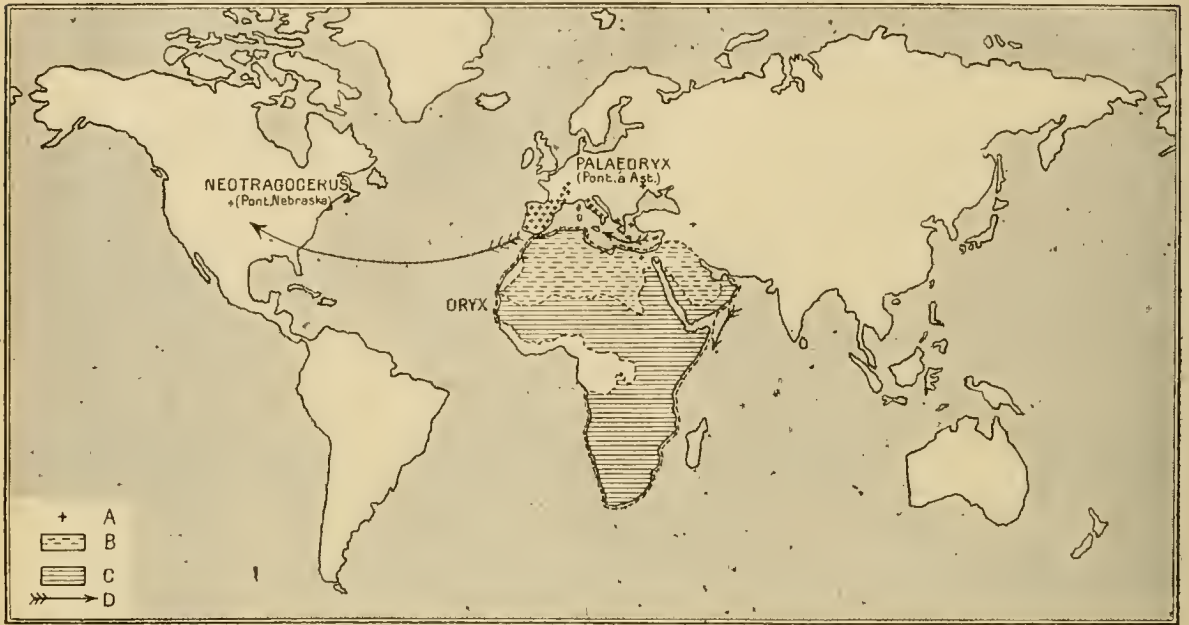 PALAEORYX
(Pont. à Ast.)
NEOTRAGOCERUS
(Pont. Nebraska)
ORYX
A
B
C
D